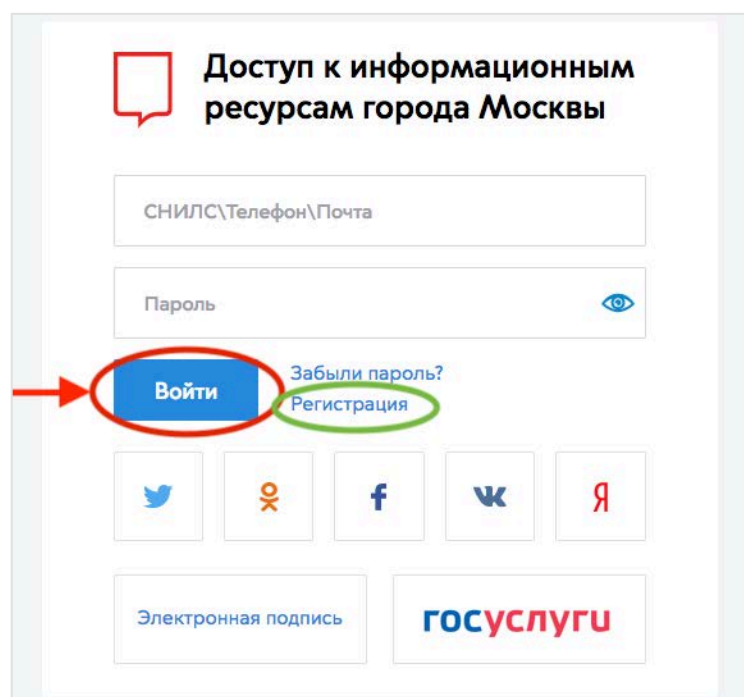 Доступ к информационным
ресурсам города Москвы
СНИЛС\Телефон\Почта
Пароль
Войти
Забыли пароль?
Регистрация
f
Я
Электронная подпись
госуслуги